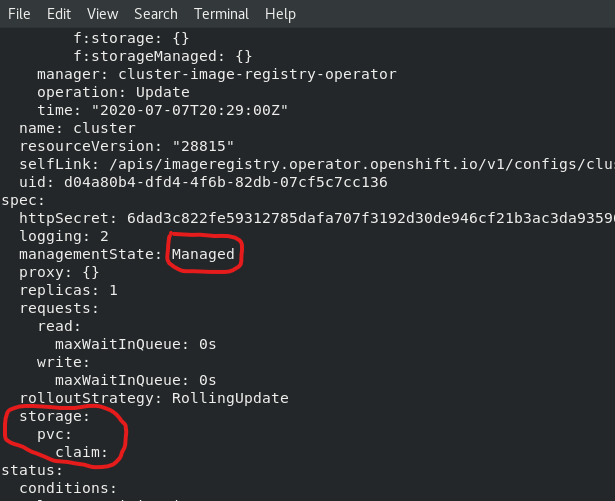 File Edit View Search Terminal Help
f:storage: {}
f:storageManaged: {}
manager: cluster-image-registry-operator
operation: Update
time: "2020-07-07T20:29:00Z"
name: cluster
resourceVersion: "28815"
selfLink: /apis/imageregistry.operator.openshift.io/v1/configs/clus
uid: d04a80b4-dfd4-4f6b-82db-07cf5c7cc136
spec:
httpSecret: 6dad3c822fe59312785dafa707f3192d30de946cf21b3ac3da9359
logging: 2
managementState: Managed
proxy: {}
replicas: 1
requests:
read:
maxWaitInQueue: 0s
write:
maxWaitInQueue: 0s
rolloutStrategy: RollingUpdate
storage:
pvc:
claim:
status:
conditions: